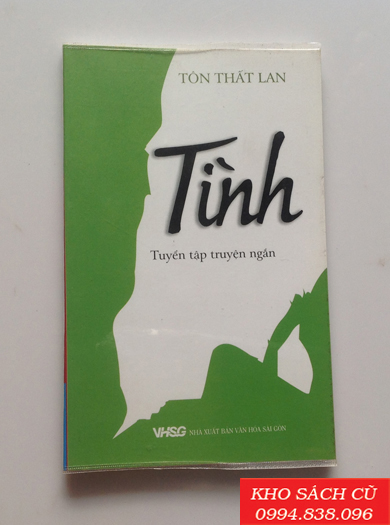 TÔN THẤT LAN
Tình
Tuyển tập truyện ngắn
VHSG NHÀ XUẤT BẢN VĂN HÓA SÀI GÒN
KHO SÁCH CŨ
0994.838.096